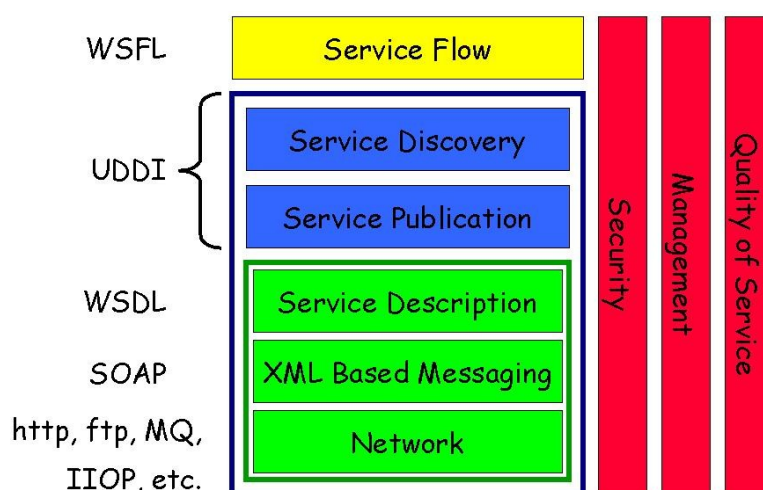 WSFL
Service Flow
UDDI
Service Discovery
Service Publication
WSDL
Service Description
SOAP
XML Based Messaging
http, ftp, MQ,
IIOP, etc.
Network
Security
Management
Quality of Service